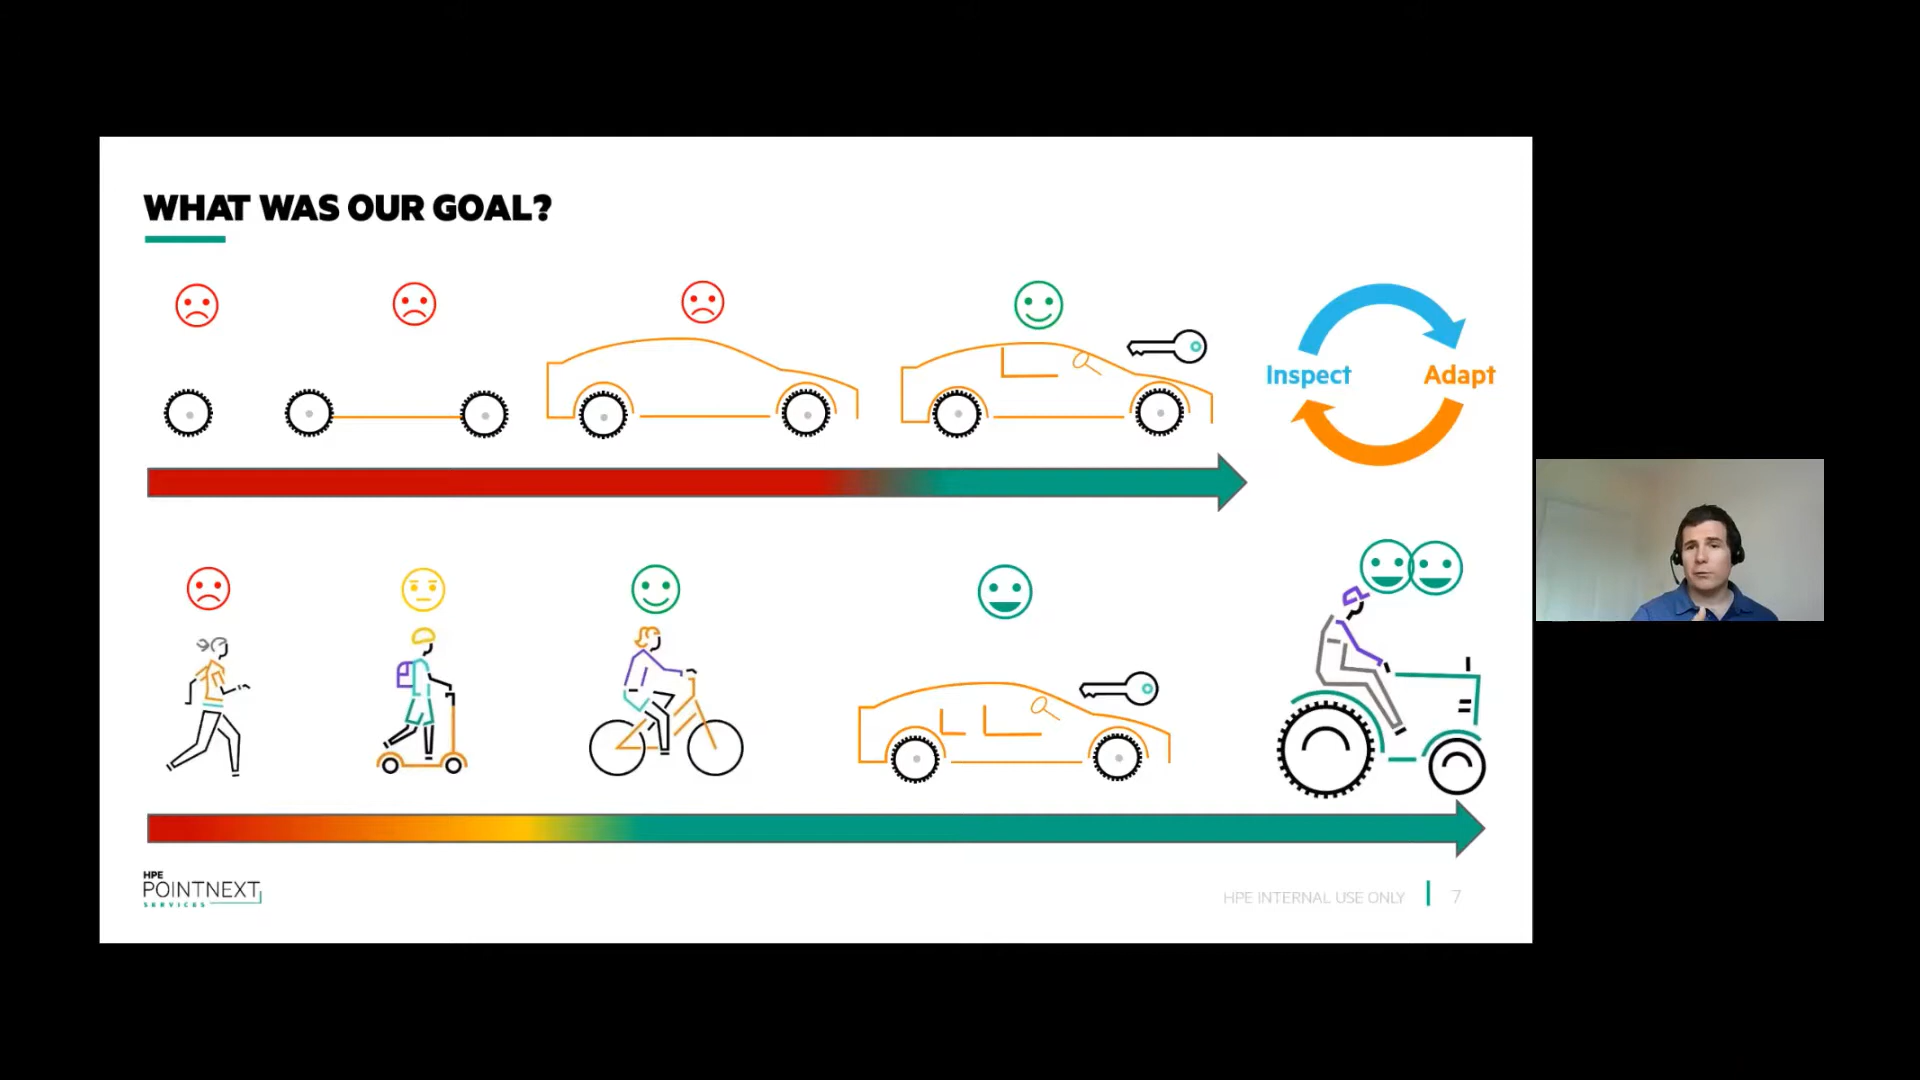 WHAT WAS OUR GOAL?
Inspect
Adapt
HPE
POINTNEXT
SERVICES
HPE INTERNAL USE ONLY
7